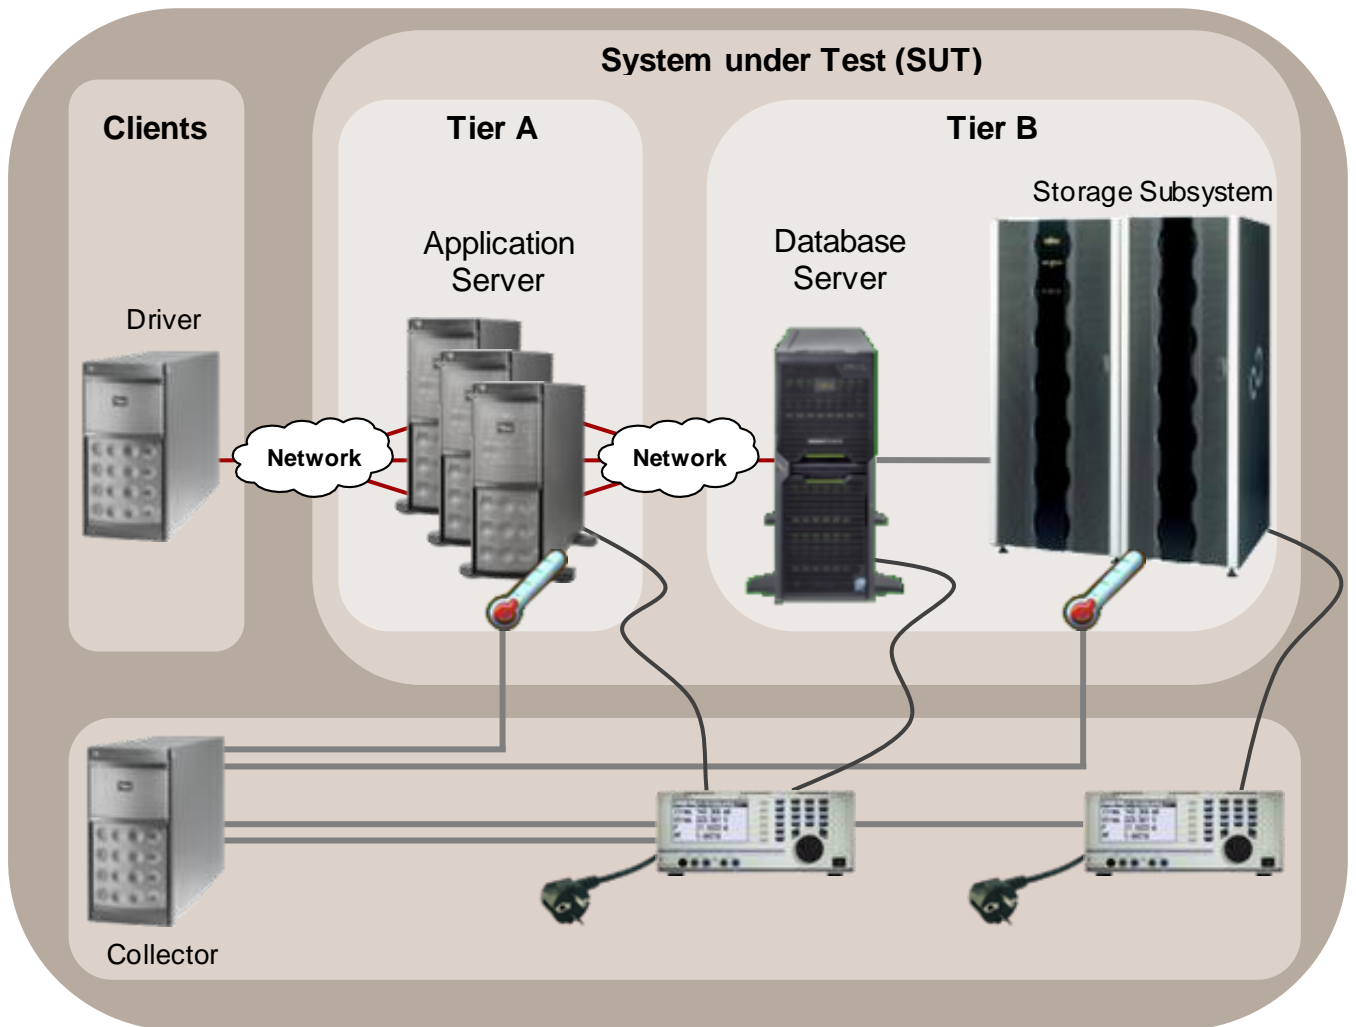 System under Test (SUT)
Clients
Tier A
Tier B
Storage Subsystem
Application
Server
Database
Server
Driver
Network
Network
Collector